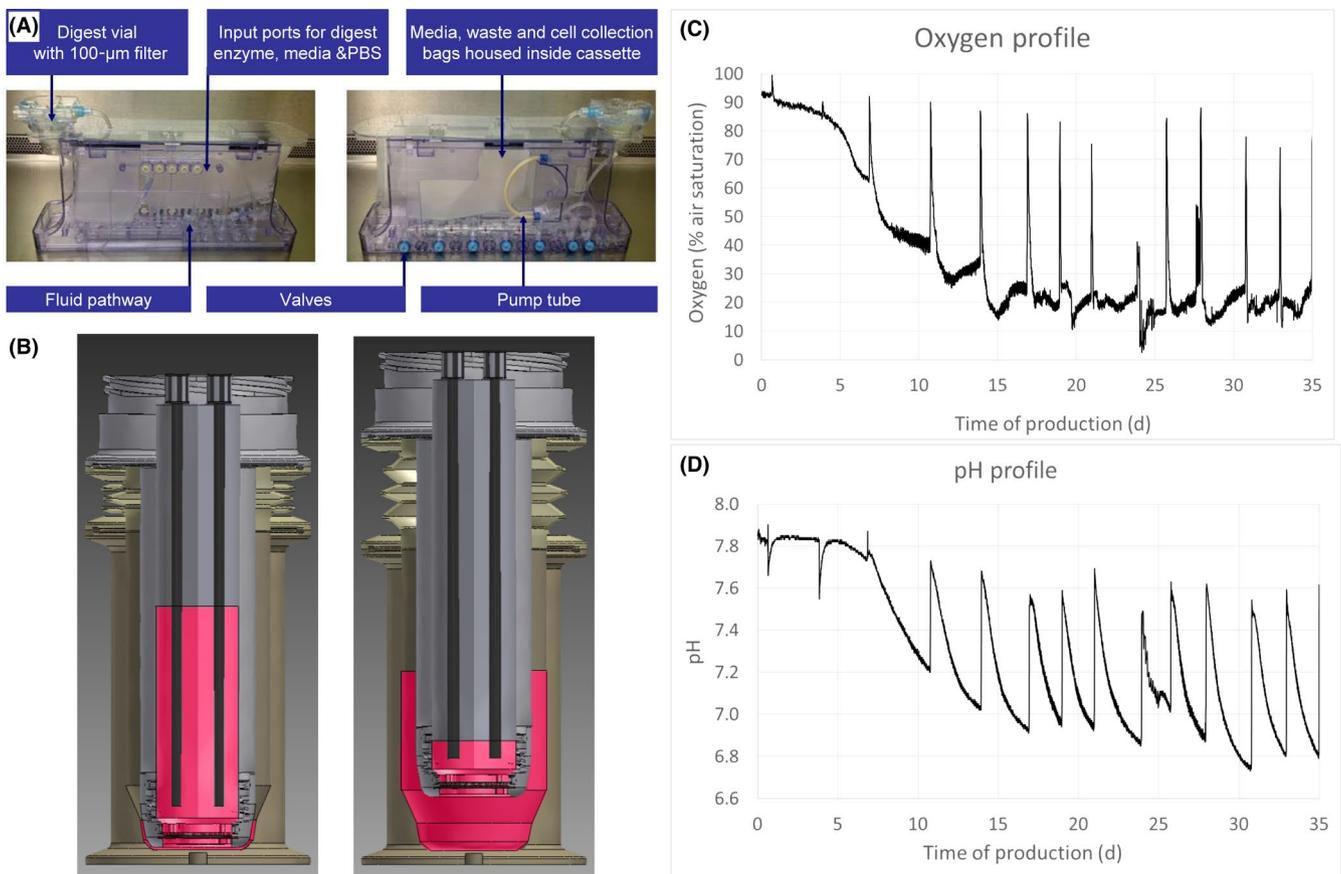 (A)
Digest vial
with 100-µm filter
Input ports for digest
enzyme, media &PBS
Media, waste and cell collection
bags housed inside cassette
Fluid pathway
Valves
Pump tube
(B)
(C)
Oxygen profile
Oxygen (% air saturation)
100
90
80
70
60
50
40
30
20
10
0
0 5 10 15 20 25 30 35
Time of production (d)
(D)
pH profile
pH
8.0
7.8
7.6
7.4
7.2
7.0
6.8
6.6
0 5 10 15 20 25 30 35
Time of production (d)